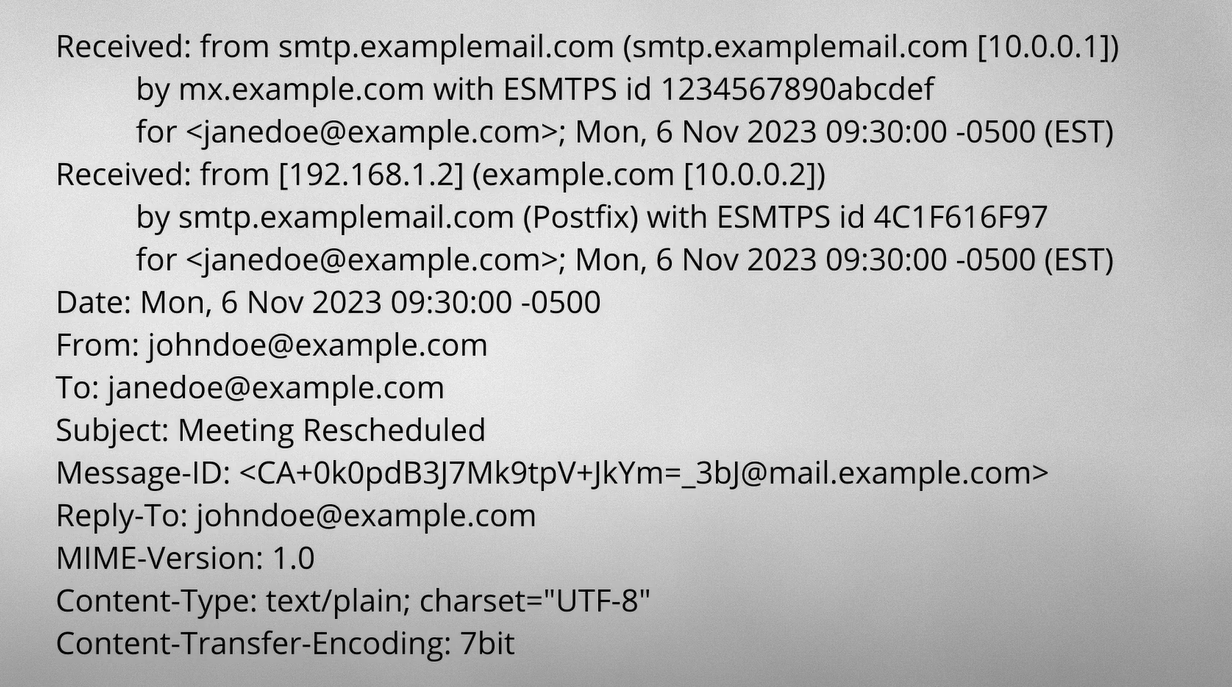 Received: from smtp.examplemail.com (smtp.examplemail.com [10.0.0.1])
by mx.example.com with ESMTPS id 1234567890abcdef
for <janedoe@example.com>; Mon, 6 Nov 2023 09:30:00 -0500 (EST)
Received: from [192.168.1.2] (example.com [10.0.0.2])
by smtp.examplemail.com (Postfix) with ESMTPS id 4C1F616F97
for <janedoe@example.com>; Mon, 6 Nov 2023 09:30:00 -0500 (EST)
Date: Mon, 6 Nov 2023 09:30:00 -0500
From: johndoe@example.com
To: janedoe@example.com
Subject: Meeting Rescheduled
Message-ID: <CA+0k0pdB3J7Mk9tpV+JkYm=_3bJ@mail.example.com>
Reply-To: johndoe@example.com
MIME-Version: 1.0
Content-Type: text/plain; charset="UTF-8"
Content-Transfer-Encoding: 7bit